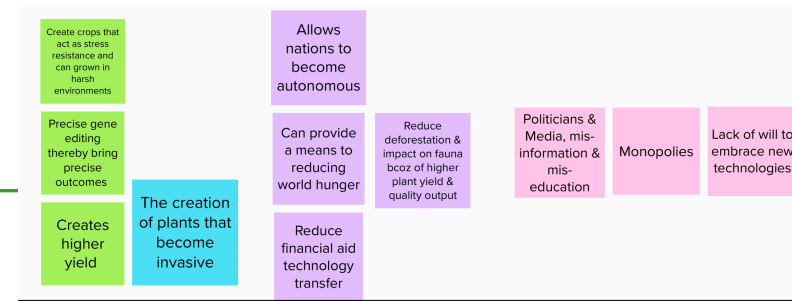 Create crops that
act as stress
resistance and
can grown in
harsh
environments
Precise gene
editing
thereby bring
precise
outcomes
Creates
higher
yield
The creation
of plants that
become
invasive
Allows
nations to
become
autonomous
Can provide
a means to
reducing
world hunger
Reduce
deforestation &
impact on fauna
bcoz of higher
plant yield &
quality output
Reduce
financial aid
technology
transfer
Politicians &
Media, mis-
information &
mis-
education
Monopolies
Lack of will to
embrace new
technologies